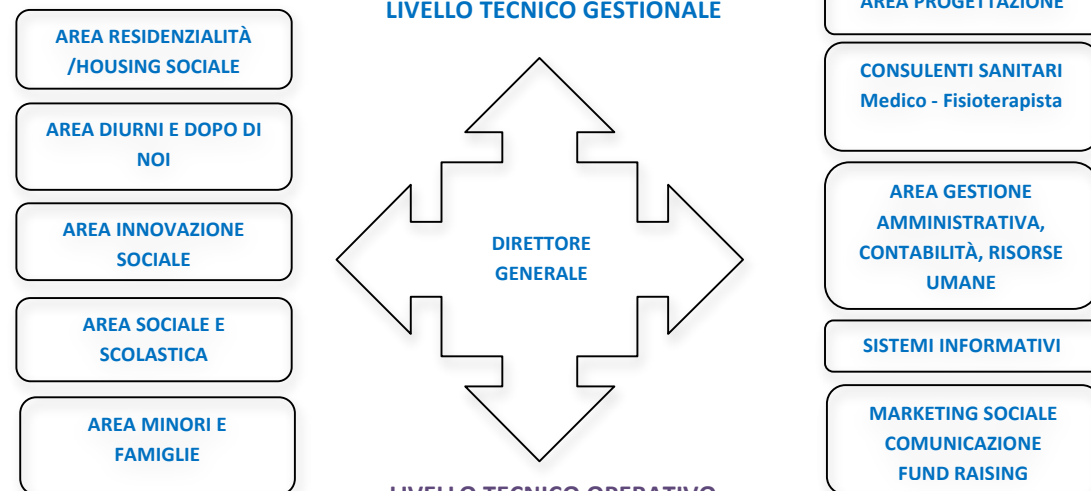 LIVELLO TECNICO GESTIONALE
AREA RESIDENZIALITÀ
/HOUSING SOCIALE
AREA DIURNI E DOPO DI
NOI
AREA INNOVAZIONE
SOCIALE
AREA SOCIALE E
SCOLASTICA
AREA MINORI E
FAMIGLIE
DIRETTORE
GENERALE
AREA PROGETTAZIONE
CONSULENTI SANITARI
Medico - Fisioterapista
AREA GESTIONE
AMMINISTRATIVA,
CONTABILITÀ, RISORSE
UMANE
SISTEMI INFORMATIVI
MARKETING SOCIALE
COMUNICAZIONE
FUND RAISING
LIVELLO TECNICO OPERATIVO